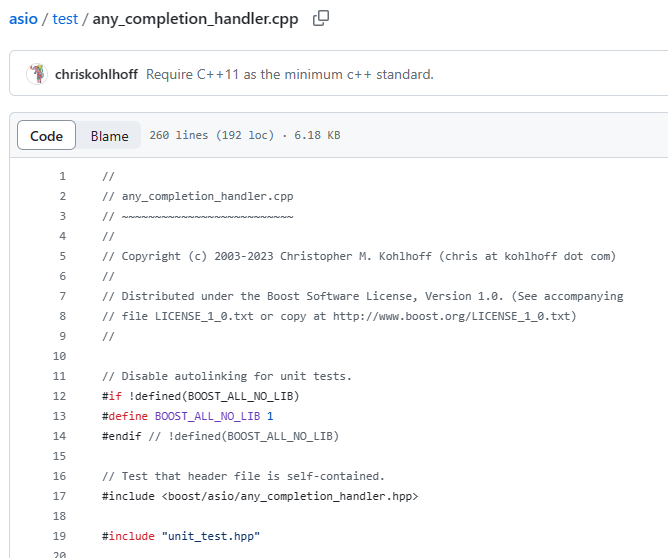 asio / test / any_completion_handler.cpp
chriskohlhoff Require C++11 as the minimum c++ standard.
Code Blame 260 lines (192 loc) · 6.18 KB
1 //
2 // any_completion_handler.cpp
3 // ~~~~~~~~~~~~~~~~~~~~~~~~~~
4 //
5 // Copyright (c) 2003-2023 Christopher M. Kohlhoff (chris at kohlhoff dot com)
6 //
7 // Distributed under the Boost Software License, Version 1.0. (See accompanying
8 // file LICENSE_1_0.txt or copy at http://www.boost.org/LICENSE_1_0.txt)
9 //
10
11 // Disable autolinking for unit tests.
12 #if !defined(BOOST_ALL_NO_LIB)
13 #define BOOST_ALL_NO_LIB 1
14 #endif // !defined(BOOST_ALL_NO_LIB)
15
16 // Test that header file is self-contained.
17 #include <boost/asio/any_completion_handler.hpp>
18
19 #include "unit_test.hpp"
20